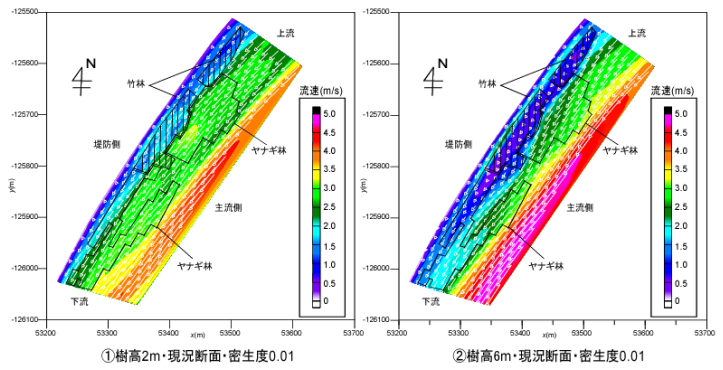 -125500
-125600
-125700
-125800
-125900
-126000
-126100
y(m)
53200
53300
53400
53500
53600
53700
x(m)
N
上流
竹林
堤防側
ヤナギ林
主流側
ヤナギ林
下流
流速(m/s)
5.0
4.5
4.0
3.5
3.0
2.5
2.0
1.5
1.0
0.5
0
①樹高2m・現況断面・密生度0.01
-125500
-125600
-125700
-125800
-125900
-126000
-126100
y(m)
53200
53300
53400
53500
53600
53700
x(m)
N
上流
竹林
堤防側
ヤナギ林
主流側
ヤナギ林
下流
流速(m/s)
5.0
4.5
4.0
3.5
3.0
2.5
2.0
1.5
1.0
0.5
0
②樹高6m・現況断面・密生度0.01